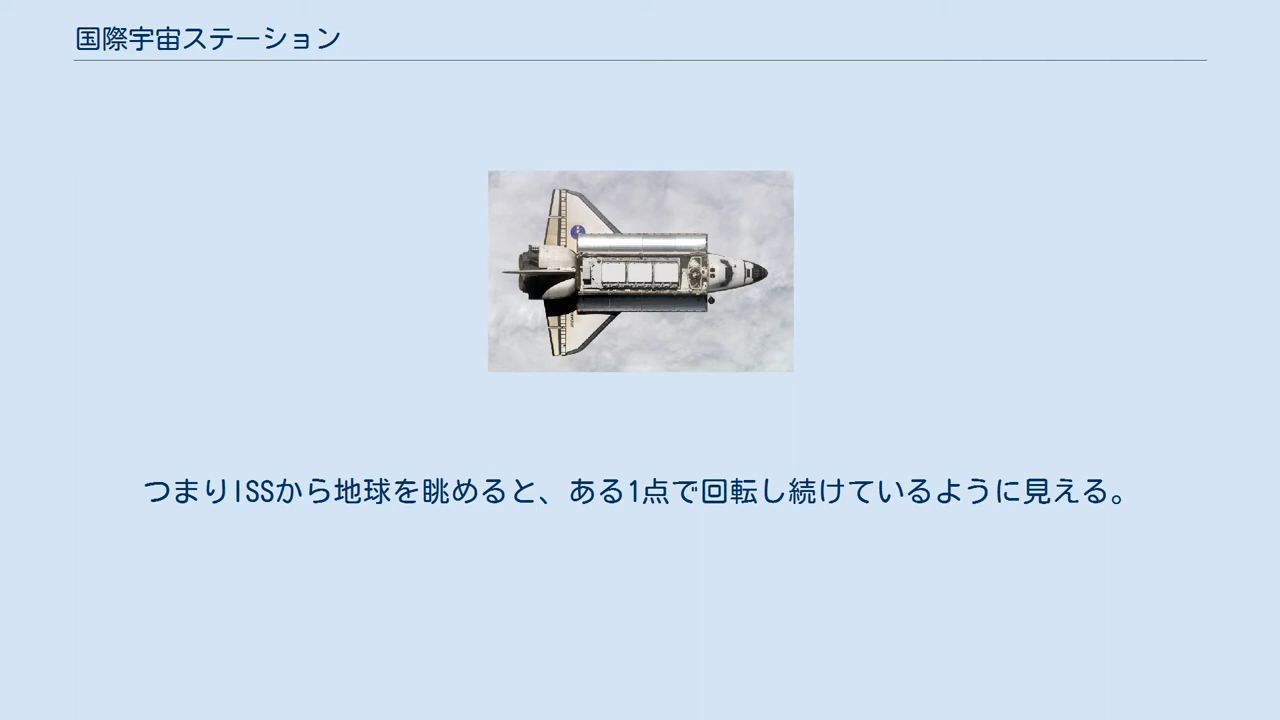 国際宇宙ステーション
つまりISSから地球を眺めると、ある1点で回転し続けているように見える。